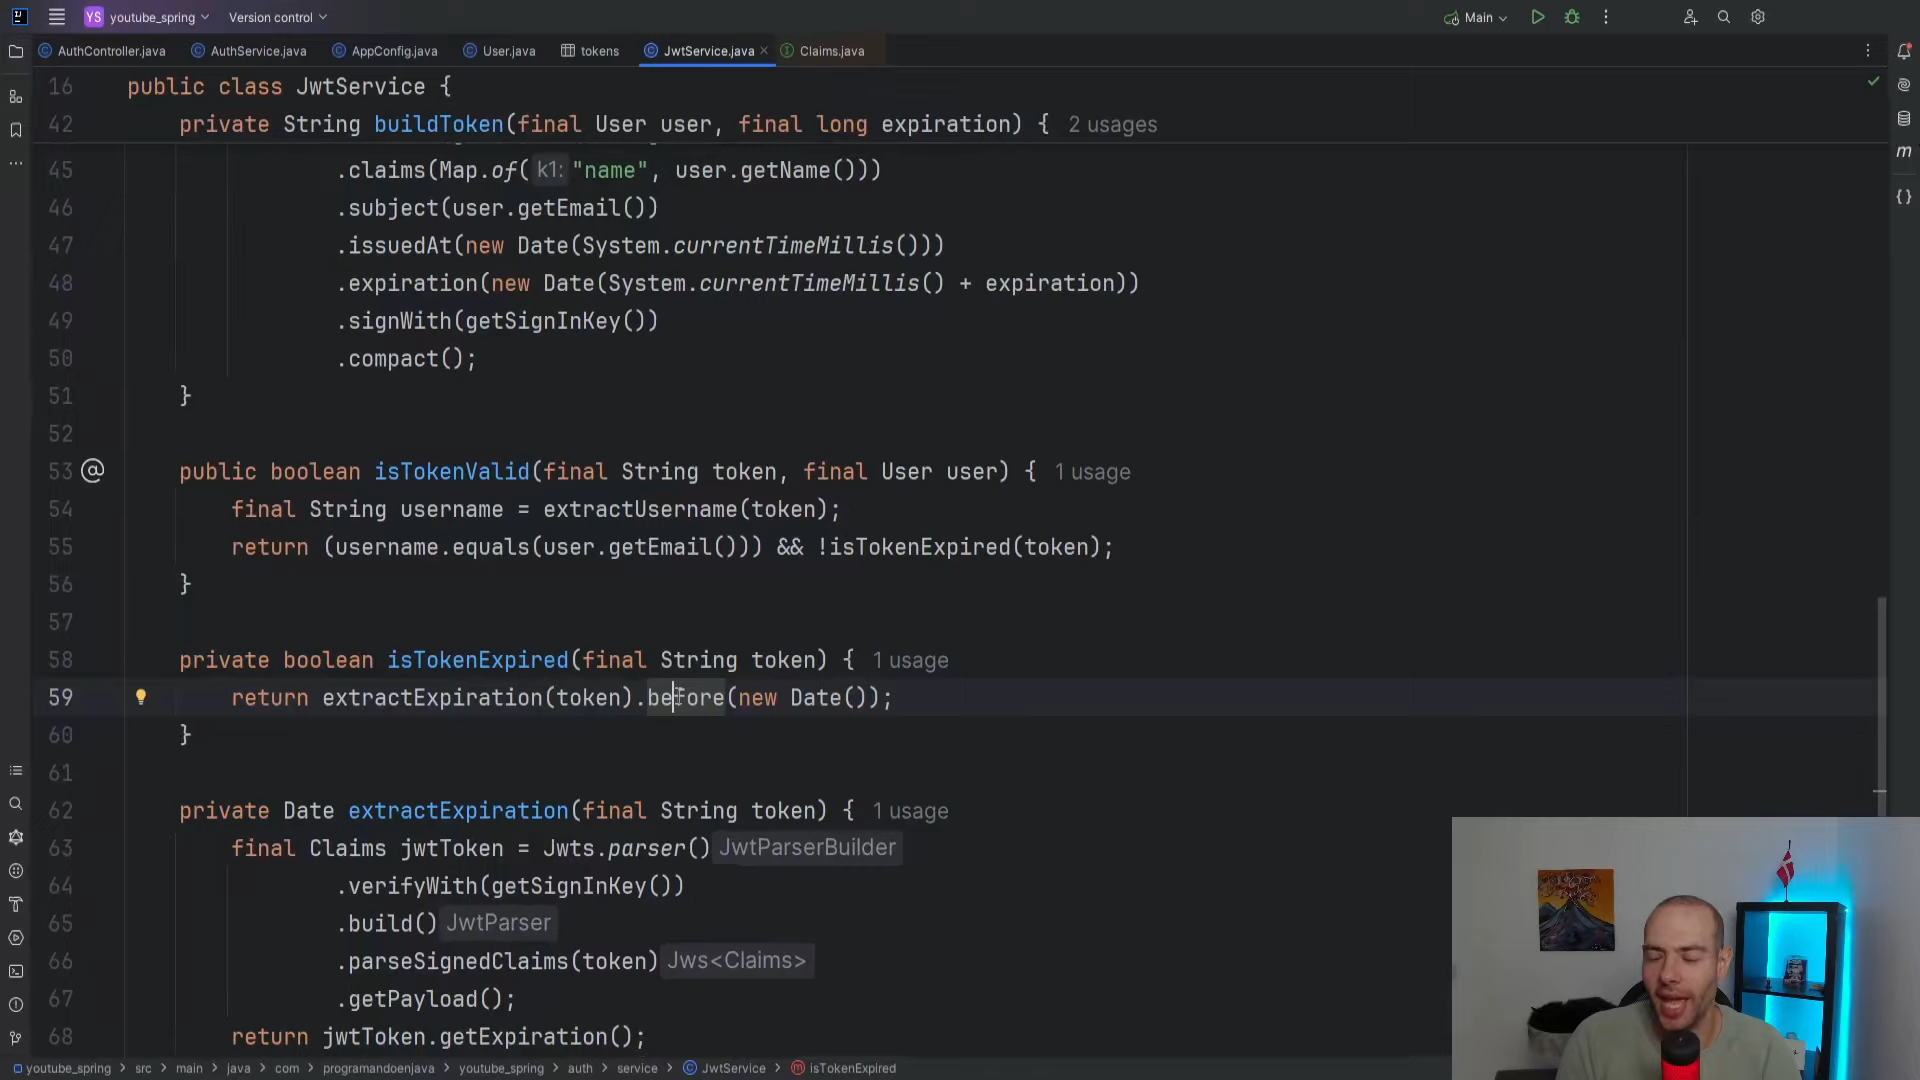 YS youtube_spring Version control Main
AuthController.java AuthService.java AppConfig.java User.java tokens JwtService.java Claims.java
16 public class JwtService {
42 private String buildToken(final User user, final long expiration) { 2 usages
45 .claims(Map.of( k1: "name", user.getName()))
46 .subject(user.getEmail())
47 .issuedAt(new Date(System.currentTimeMillis()))
48 .expiration(new Date(System.currentTimeMillis() + expiration))
49 .signWith(getSignInKey())
50 .compact();
51 }
52
53 public boolean isTokenValid(final String token, final User user) { 1 usage
54 final String username = extractUsername(token);
55 return (username.equals(user.getEmail())) && !isTokenExpired(token);
56 }
57
58 private boolean isTokenExpired(final String token) { 1 usage
59 return extractExpiration(token).before(new Date());
60 }
61
62 private Date extractExpiration(final String token) { 1 usage
63 final Claims jwtToken = Jwts.parser() JwtParserBuilder
64 .verifyWith(getSignInKey())
65 .build() JwtParser
66 .parseSignedClaims(token) Jws<Claims>
67 .getPayload();
68 return jwtToken.getExpiration();
youtube_spring > src > main > java > com > programandoenjava > youtube_spring > auth > service > JwtService > isTokenExpired